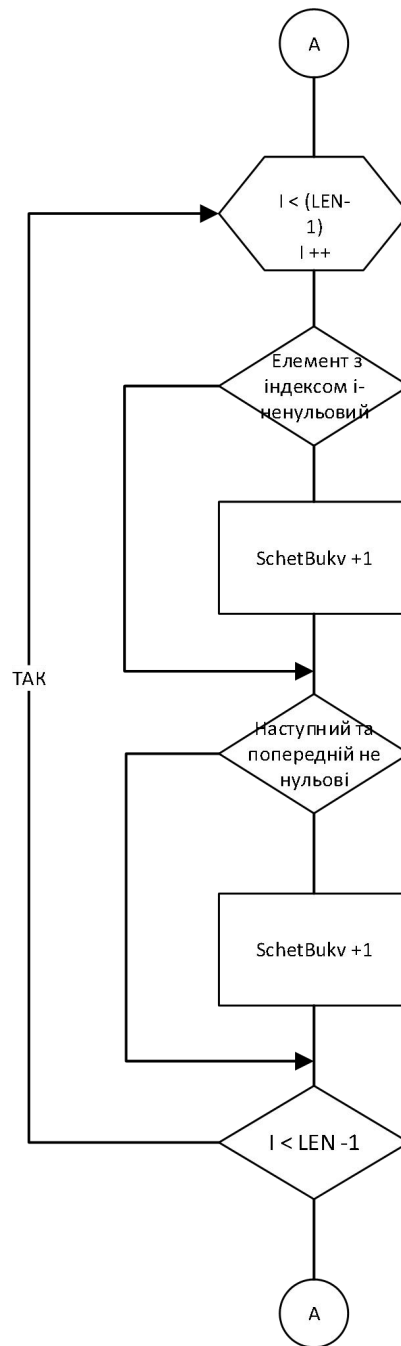 A
I < (LEN-
1)
I ++
Елемент з
індексом і-
ненульовий
SchetBukv +1
ТАК
Наступний та
попередній не
нульові
SchetBukv +1
I < LEN -1
A